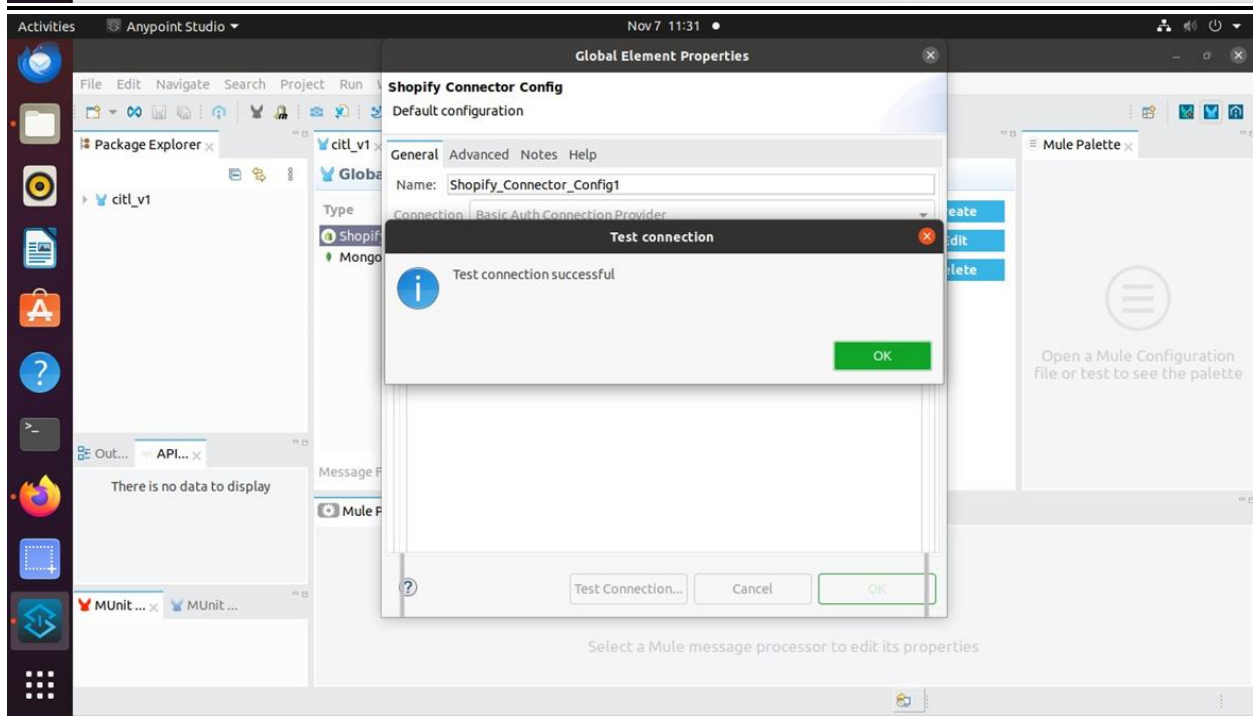 Activities Anypoint Studio Nov 7 11:31
Global Element Properties
File Edit Navigate Search Project Run
Shopify Connector Config
Default configuration
Package Explorer
citl_v1
Mule Palette
General Advanced Notes Help
Globa
Name: Shopify_Connector_Config1
citl_v1
Type
Connection Basic Auth Connection Provider
eate
Shopify
Test connection
dit
Mongo
Test connection successful
lete
OK
Open a Mule Configuration
file or test to see the palette
Out... API...
Message F
There is no data to display
Mule P
Test Connection... Cancel OK
MUnit ... MUnit ...
Select a Mule message processor to edit its properties